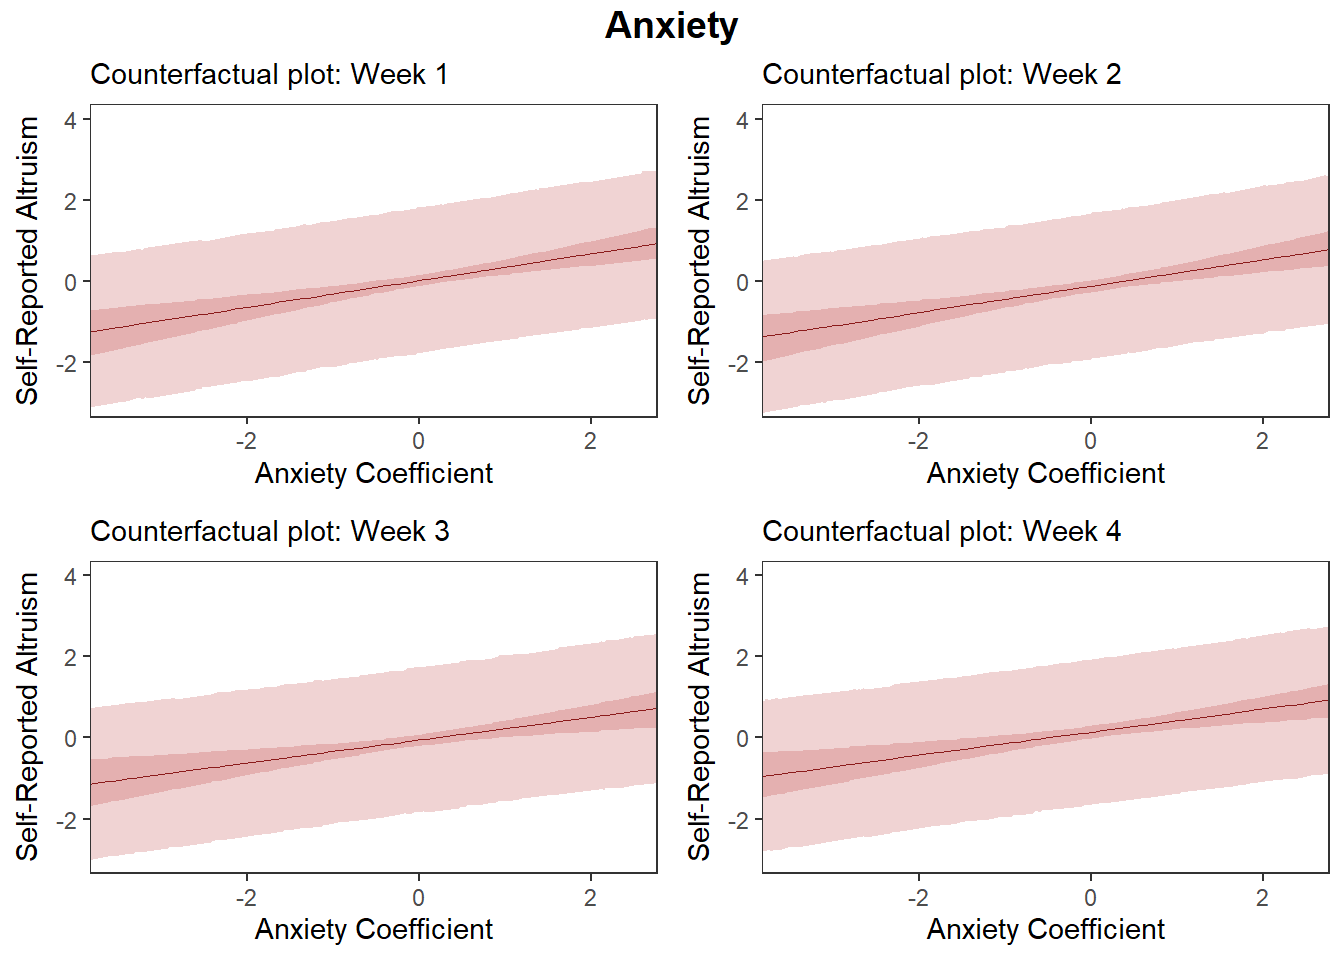 Anxiety
Counterfactual plot: Week 1
Self-Reported Altruism
4
2
0
-2
-2
0
2
Anxiety Coefficient
Counterfactual plot: Week 2
Self-Reported Altruism
4
2
0
-2
-2
0
2
Anxiety Coefficient
Counterfactual plot: Week 3
Self-Reported Altruism
4
2
0
-2
-2
0
2
Anxiety Coefficient
Counterfactual plot: Week 4
Self-Reported Altruism
4
2
0
-2
-2
0
2
Anxiety Coefficient